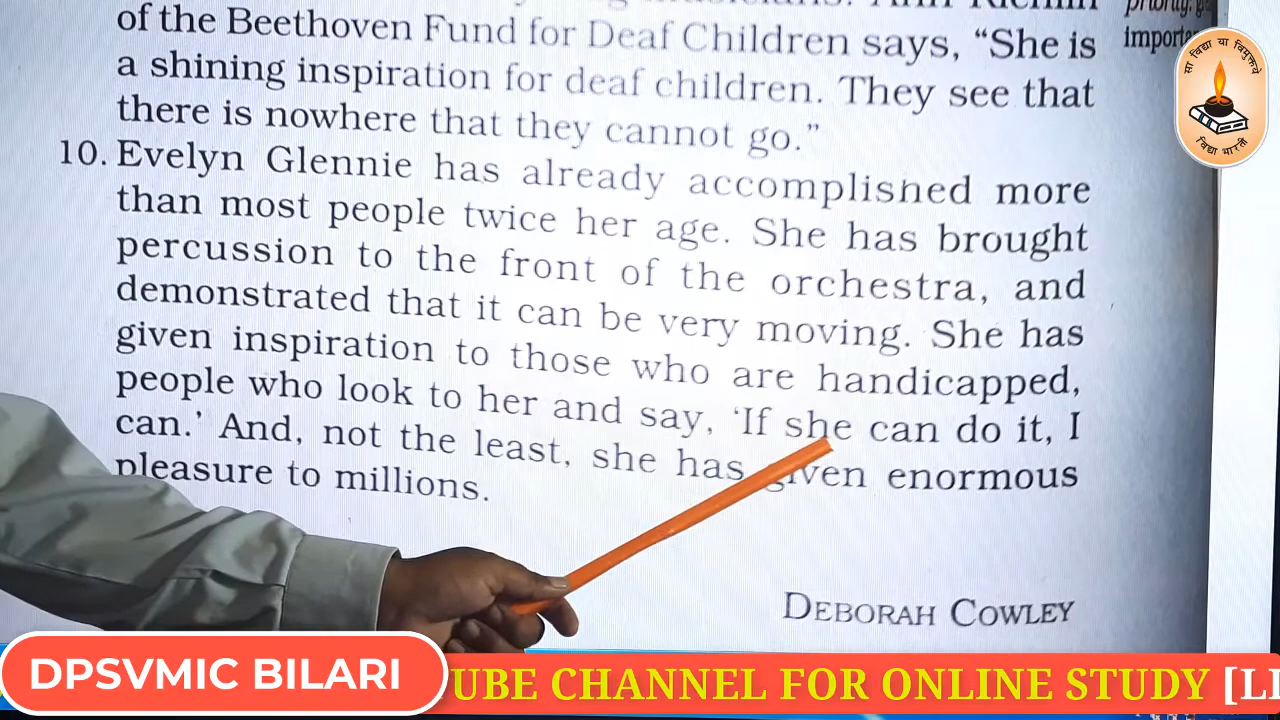 of the Beethoven Fund for Deaf Children says, “She is
a shining inspiration for deaf children. They see that
there is nowhere that they cannot go.”
10. Evelyn Glennie has already accomplished more
than most people twice her age. She has brought
percussion to the front of the orchestra, and
demonstrated that it can be very moving. She has
given inspiration to those who are handicapped,
people who look to her and say, ‘If she can do it, I
can.’ And, not the least, she has given enormous
pleasure to millions.
DEBORAH COWLEY
priority.
सा विद्या या विमुक्तये
विद्या भारती
DPSVMIC BILARI
UBE CHANNEL FOR ONLINE STUDY [LI